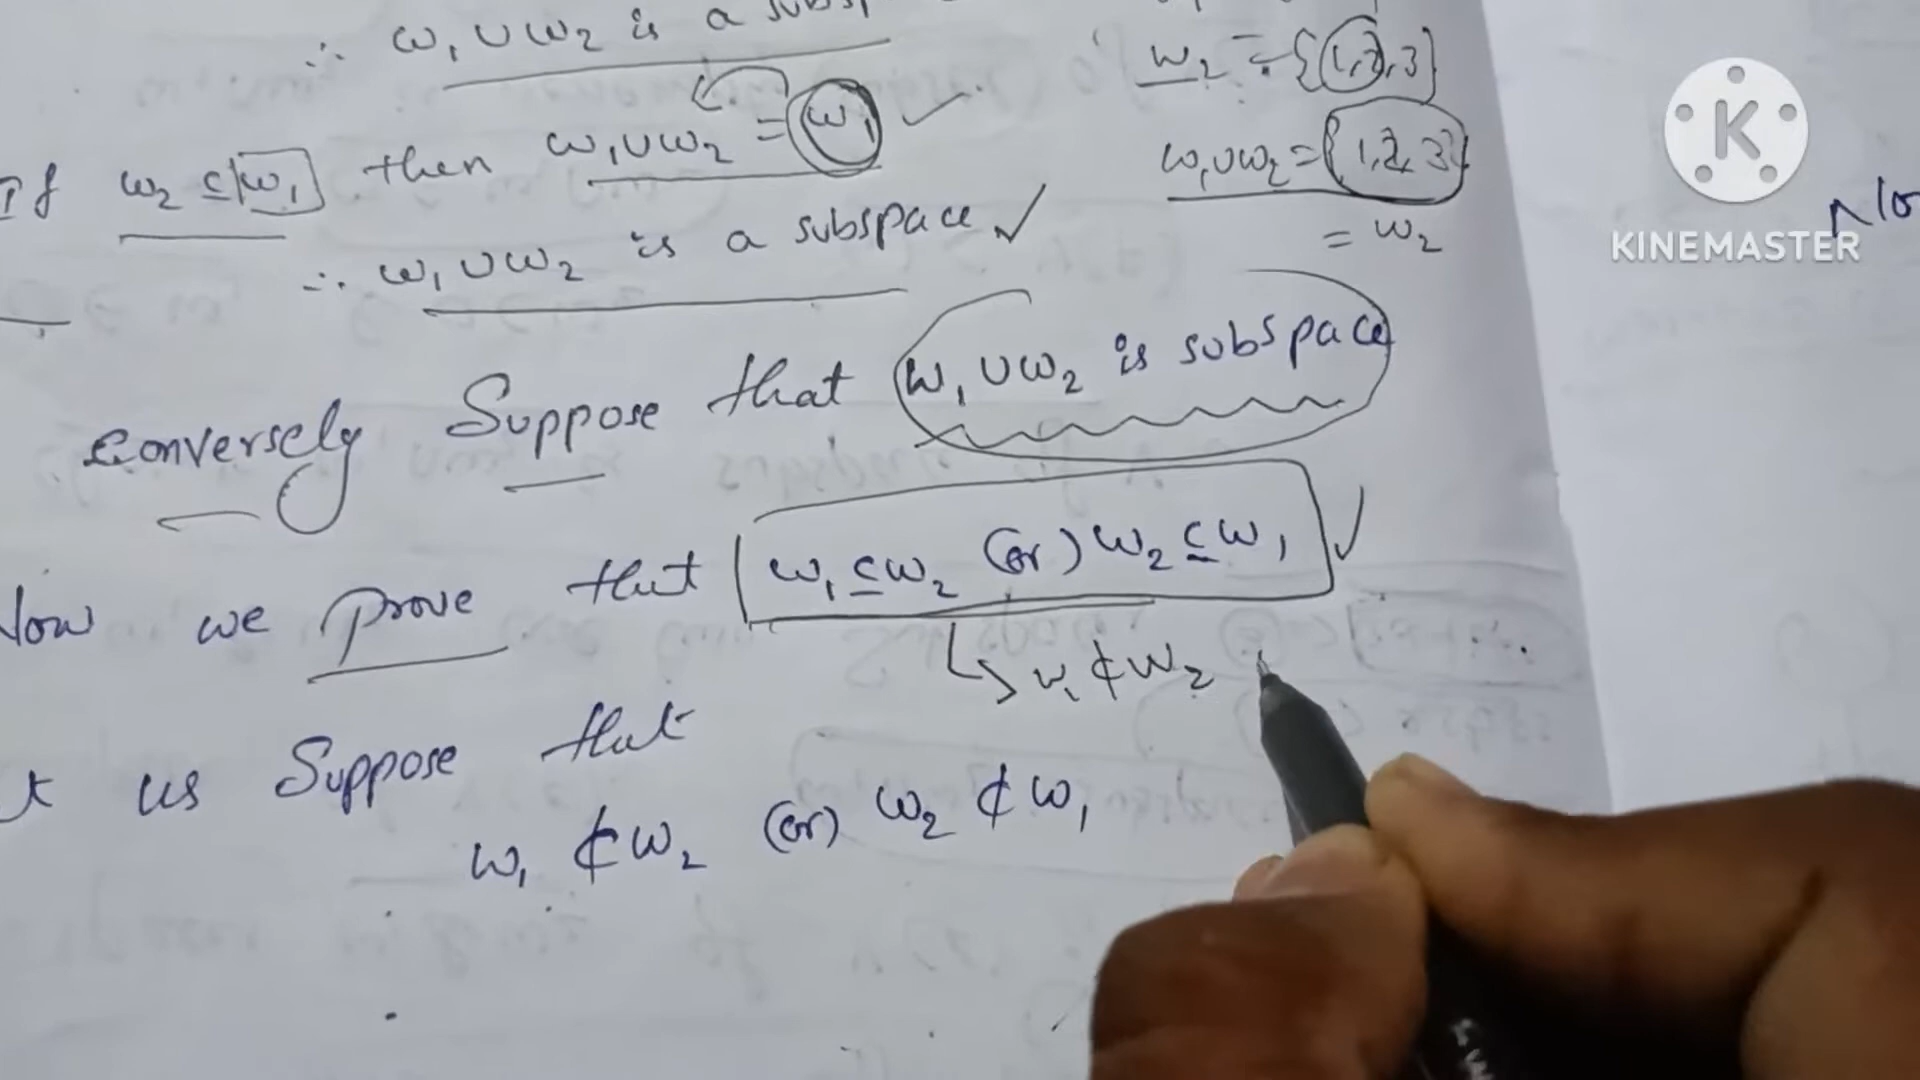 ∴ W₁ ∪ W₂ is a
W₂ = {1,2,3}
If W₂ ⊆ W₁ then W₁∪W₂ = W₁ ✓
W₁∪W₂ = {1,2,3}
= W₂
∴ W₁ ∪ W₂ is a subspace ✓
Conversely Suppose that W₁ ∪ W₂ is subspace
Now we prove that W₁ ⊆ W₂ (or) W₂ ⊆ W₁ ✓
↳ W₁ ⊄ W₂
us Suppose that
W₁ ⊄ W₂ (or) W₂ ⊄ W₁
K
KINEMASTER